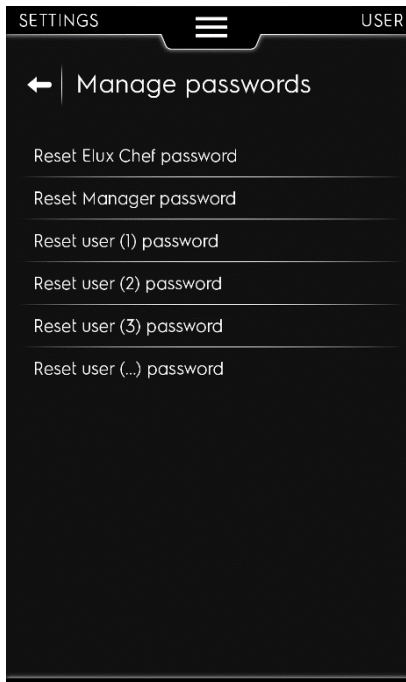 SETTINGS
USER
Manage passwords
Reset Elux Chef password
Reset Manager password
Reset user (1) password
Reset user (2) password
Reset user (3) password
Reset user (...) password